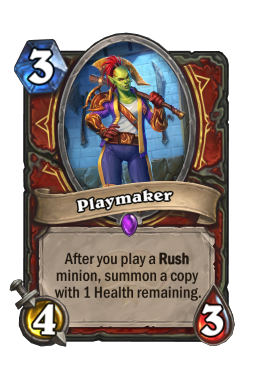 3
Playmaker
After you play a Rush
minion, summon a copy
with 1 Health remaining.
4 3